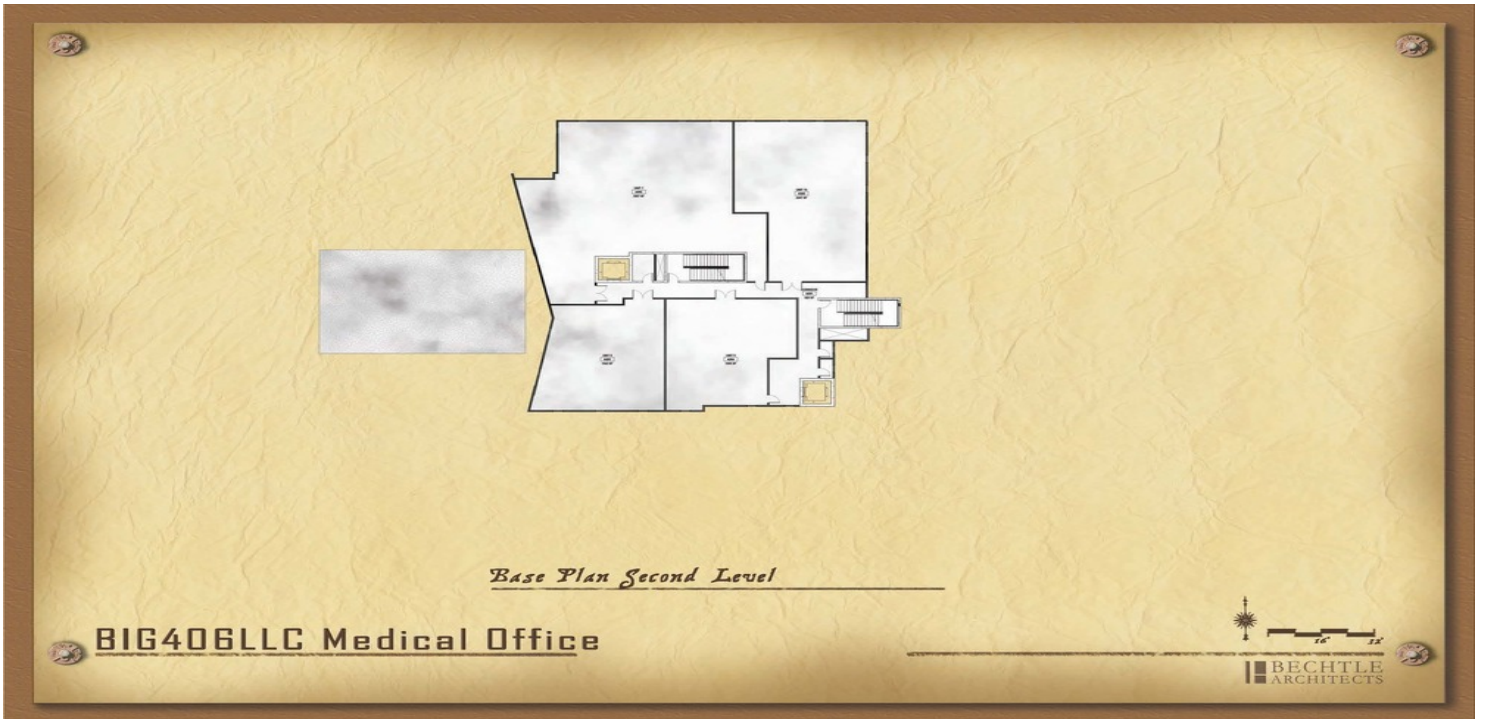 Base Plan Second Level
BIG406LLC Medical Office
16' 32'
BECHTLE
ARCHITECTS